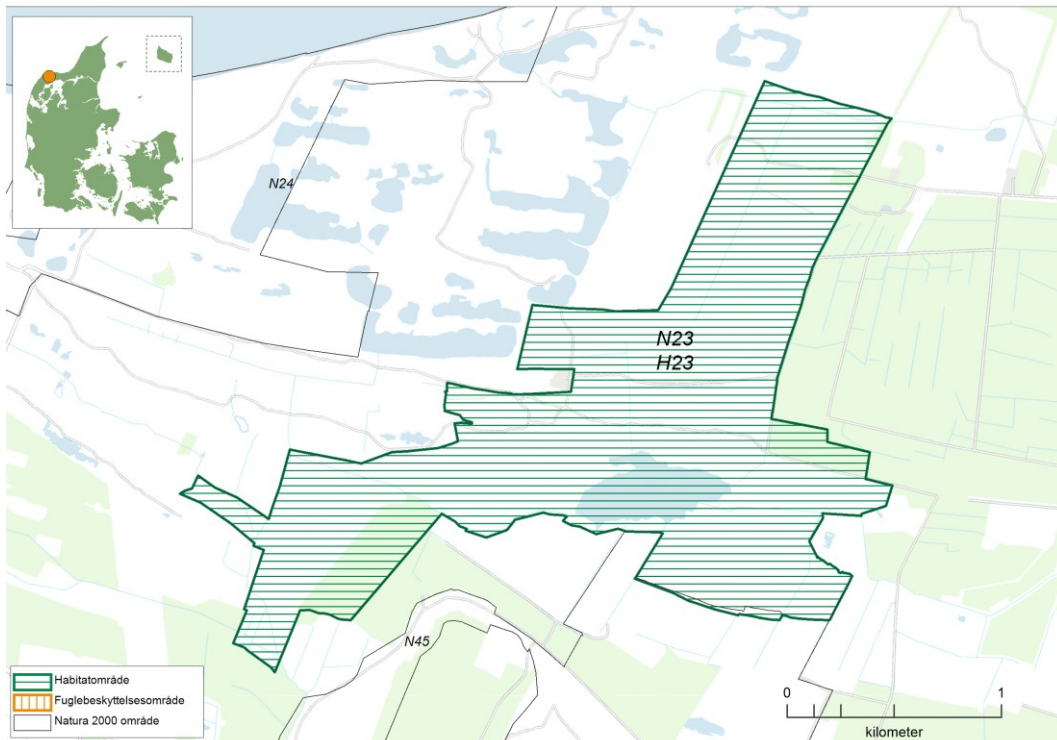 N24
N23
H23
N45
Habitatområde
Fuglebeskyttelsesområde
Natura 2000 område
0 1
kilometer